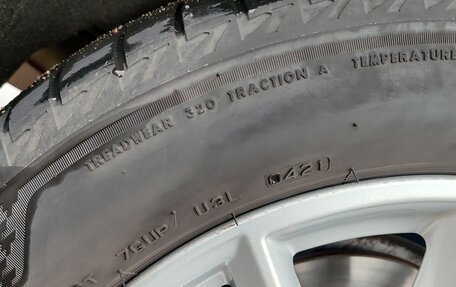 TREADWEAR 320 TRACTION A TEMPERATURE
7GUP/ U3L (0421)